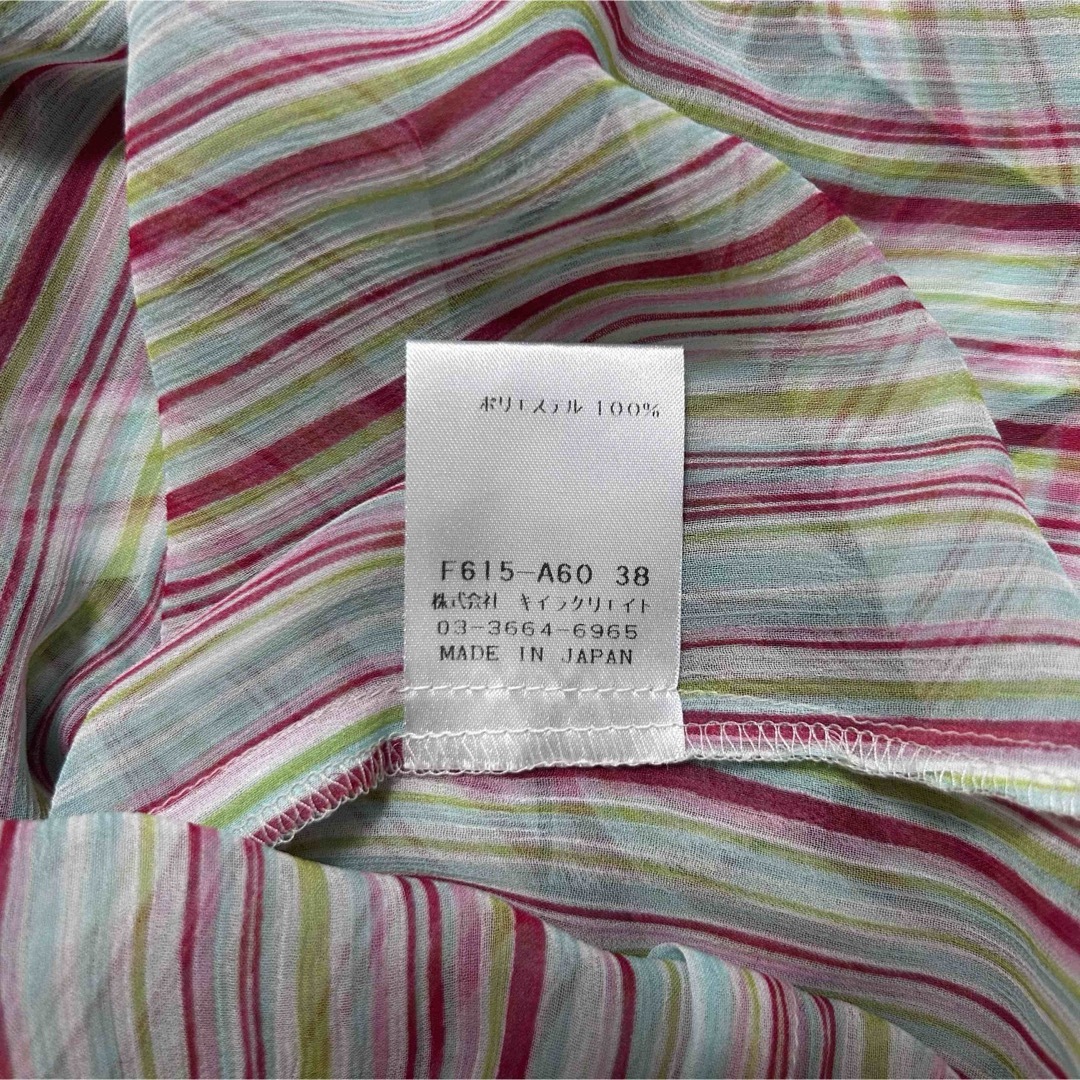 ポリエステル 100%
F615-A60 38
株式会社 キイラクリエイト
03-3664-6965
MADE IN JAPAN